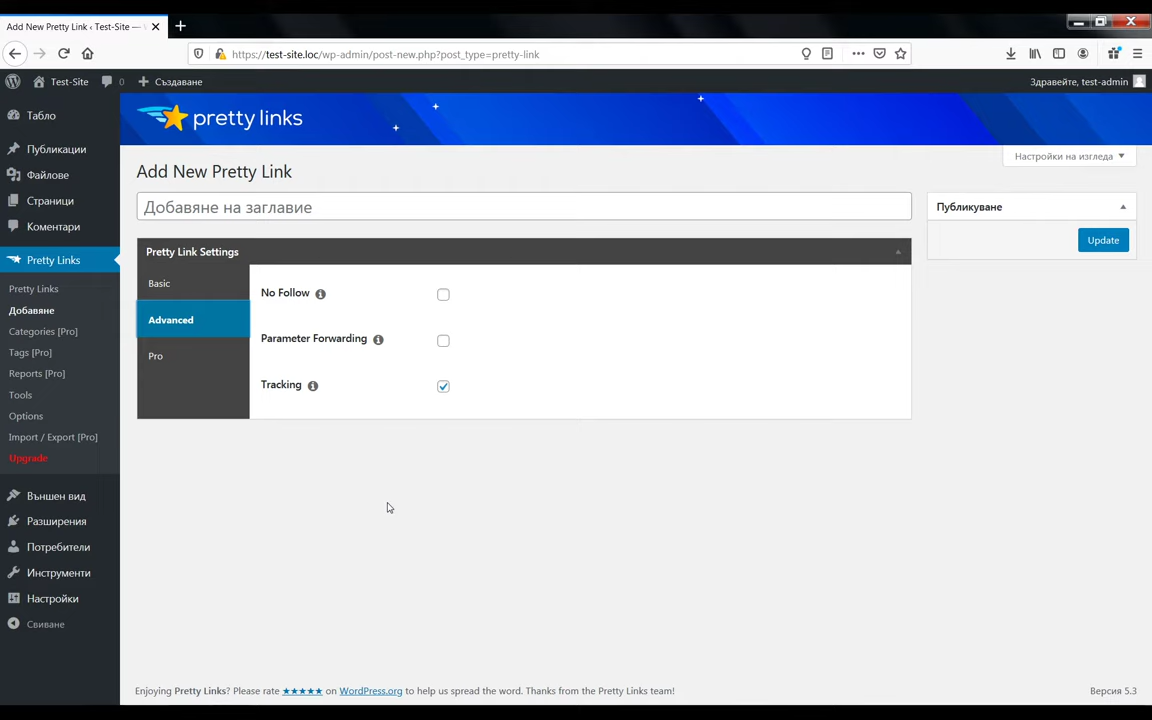 Add New Pretty Link ‹ Test-Site —
https://test-site.loc/wp-admin/post-new.php?post_type=pretty-link
Test-Site
0
Създаване
Здравейте, test-admin
Табло
Публикации
Файлове
Страници
Коментари
Pretty Links
Pretty Links
Добавяне
Categories [Pro]
Tags [Pro]
Reports [Pro]
Tools
Options
Import / Export [Pro]
Upgrade
Външен вид
Разширения
Потребители
Инструменти
Настройки
Свиване
pretty links
Настройки на изгледа
Add New Pretty Link
Добавяне на заглавие
Pretty Link Settings
Basic
Advanced
Pro
No Follow
Parameter Forwarding
Tracking
Публикуване
Update
Enjoying Pretty Links? Please rate ★★★★★ on WordPress.org to help us spread the word. Thanks from the Pretty Links team!
Версия 5.3